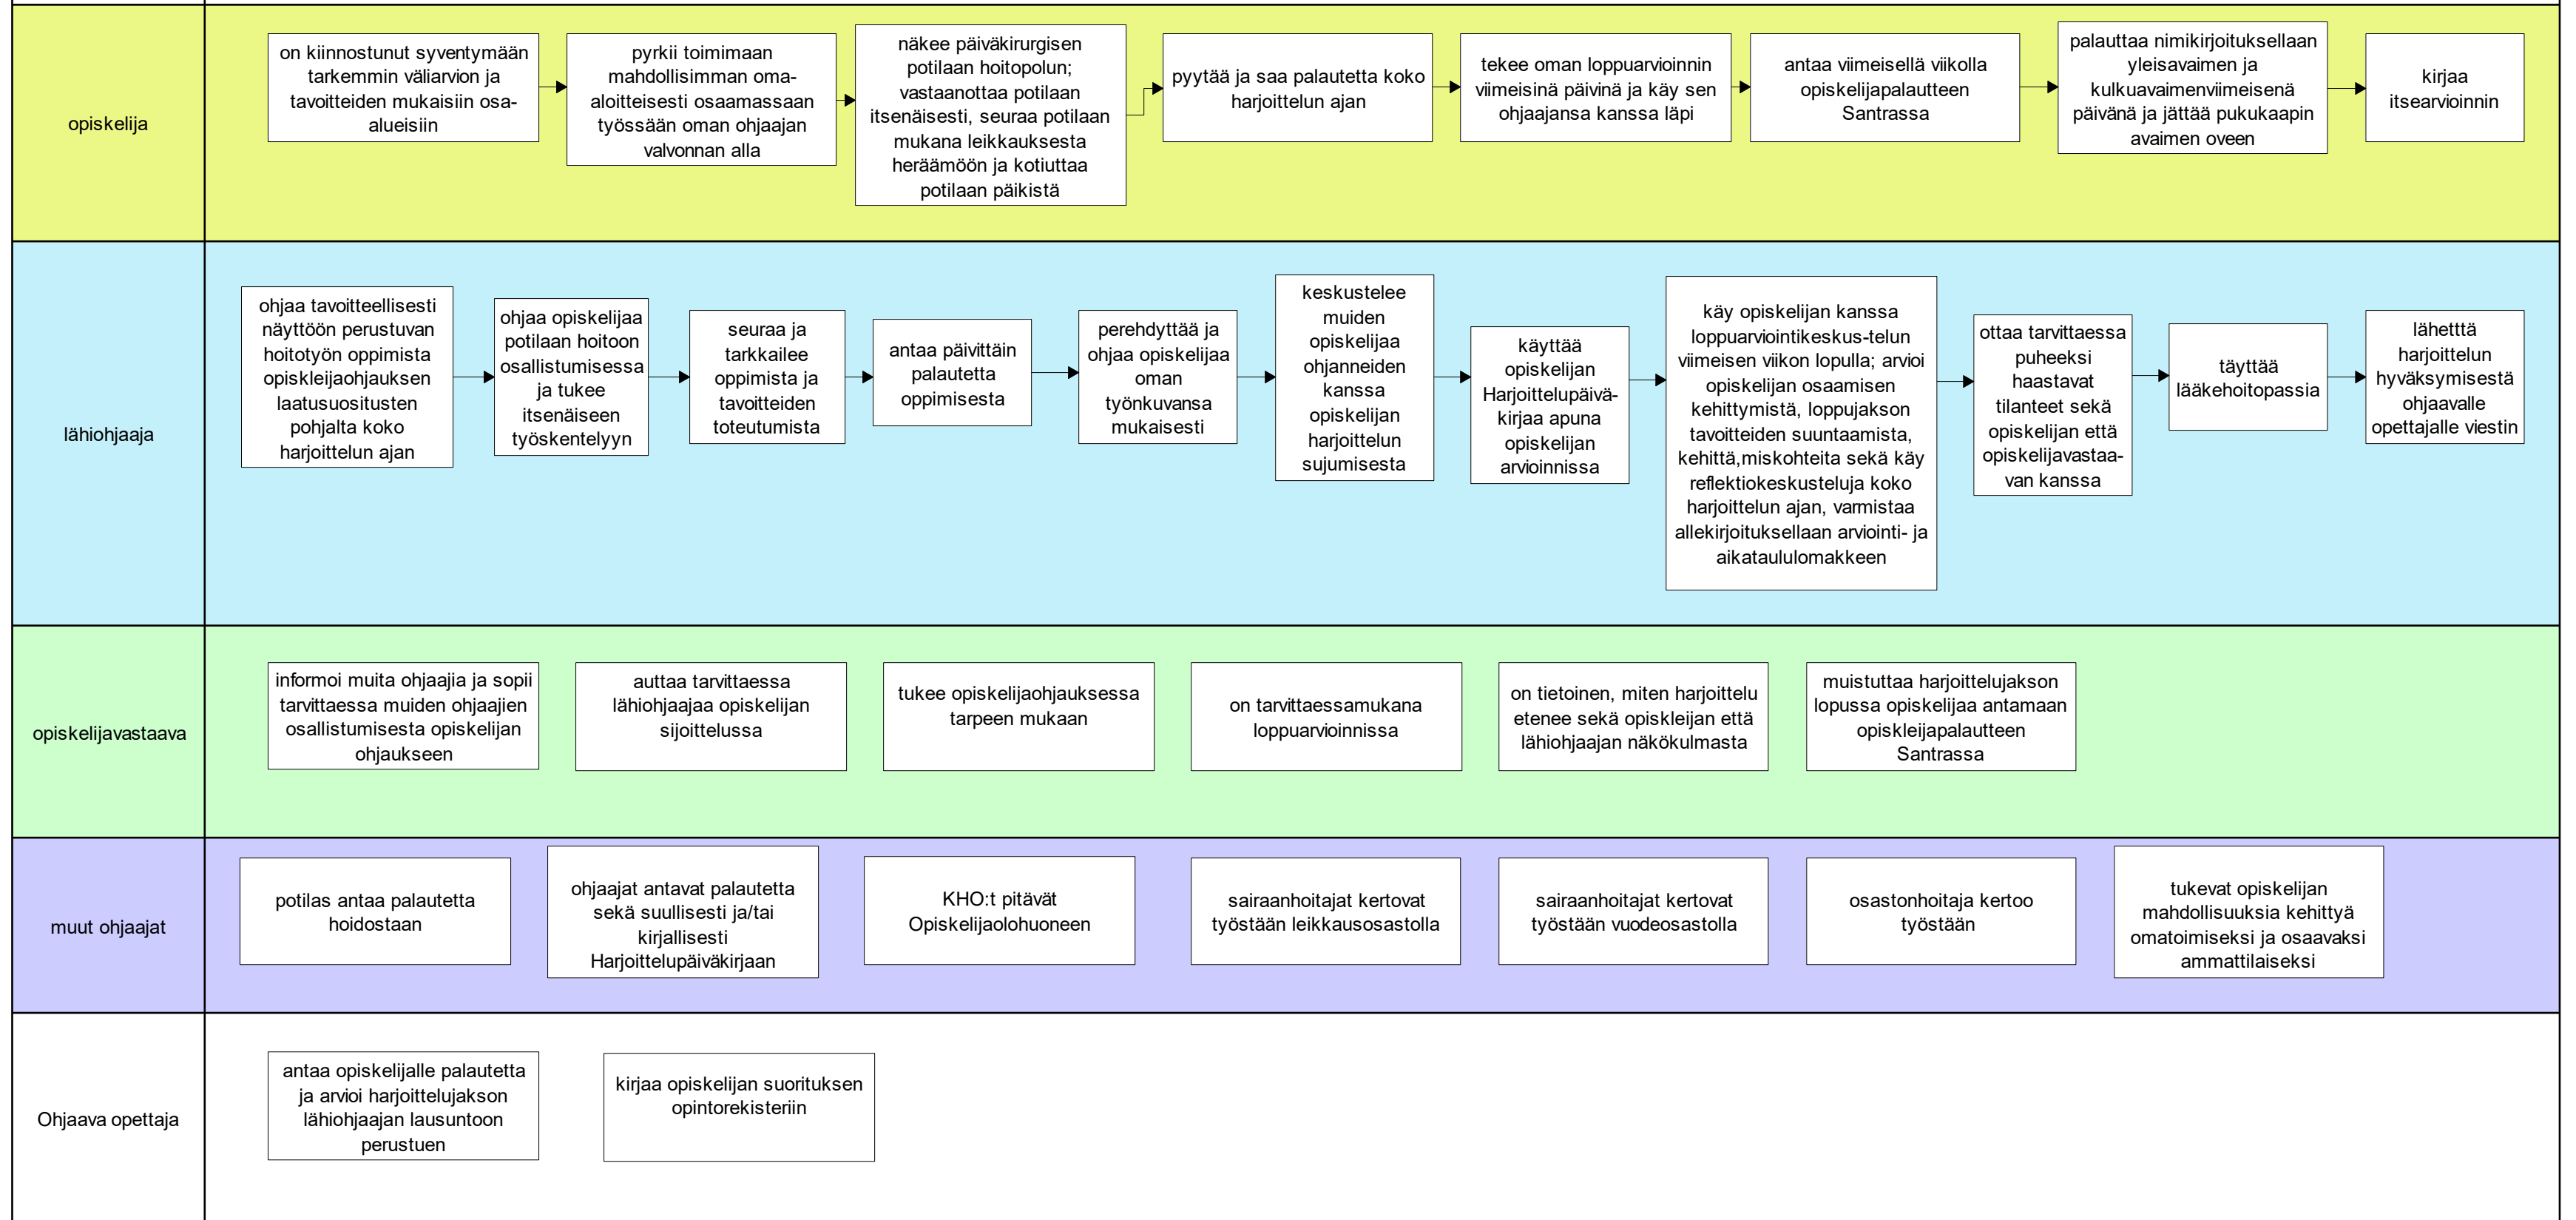 opiskelija
on kiinnostunut syventymään
tarkemmin väliarvion ja
tavoitteiden mukaisiin osa-
alueisiin
pyrkii toimimaan
mahdollisimman oma-
aloitteisesti osaamassaan
työssään oman ohjaajan
valvonnan alla
näkee päiväkirurgisen
potilaan hoitopolun;
vastaanottaa potilaan
itsenäisesti, seuraa potilaan
mukana leikkauksesta
heräämöön ja kotiuttaa
potilaan päikistä
pyytää ja saa palautetta koko
harjoittelun ajan
tekee oman loppuarvioinnin
viimeisinä päivinä ja käy sen
ohjaajansa kanssa läpi
antaa viimeisellä viikolla
opiskelijapalautteen
Santrassa
palauttaa nimikirjoituksellaan
yleisavaimen ja
kulkuavaimenviimeisenä
päivänä ja jättää pukukaapin
avaimen oveen
kirjaa
itsearvioinnin
lähiohjaaja
ohjaa tavoitteellisesti
näyttöön perustuvan
hoitotyön oppimista
opiskleijaohjauksen
laatusuositusten
pohjalta koko
harjoittelun ajan
ohjaa opiskelijaa
potilaan hoitoon
osallistumisessa
ja tukee
itsenäiseen
työskentelyyn
seuraa ja
tarkkailee
oppimista ja
tavoitteiden
toteutumista
antaa päivittäin
palautetta
oppimisesta
perehdyttää ja
ohjaa opiskelijaa
oman
työnkuvansa
mukaisesti
keskustelee
muiden
opiskelijaa
ohjanneiden
kanssa
opiskelijan
harjoittelun
sujumisesta
käyttää
opiskelijan
Harjoittelupäivä-
kirjaa apuna
opiskelijan
arvioinnissa
käy opiskelijan kanssa
loppuarviointikeskus-telun
viimeisen viikon lopulla; arvioi
opiskelijan osaamisen
kehittymistä, loppujakson
tavoitteiden suuntaamista,
kehittä,miskohteita sekä käy
reflektiokeskusteluja koko
harjoittelun ajan, varmistaa
allekirjoituksellaan arviointi- ja
aikataululomakkeen
ottaa tarvittaessa
puheeksi
haastavat
tilanteet sekä
opiskelijan että
opiskelijavastaa-
van kanssa
täyttää
lääkehoitopassia
lähetttä
harjoittelun
hyväksymisestä
ohjaavalle
opettajalle viestin
opiskelijavastaava
informoi muita ohjaajia ja sopii
tarvittaessa muiden ohjaajien
osallistumisesta opiskelijan
ohjaukseen
auttaa tarvittaessa
lähiohjaajaa opiskelijan
sijoittelussa
tukee opiskelijaohjauksessa
tarpeen mukaan
on tarvittaessamukana
loppuarvioinnissa
on tietoinen, miten harjoittelu
etenee sekä opiskleijan että
lähiohjaajan näkökulmasta
muistuttaa harjoittelujakson
lopussa opiskelijaa antamaan
opiskleijapalautteen
Santrassa
muut ohjaajat
potilas antaa palautetta
hoidostaan
ohjaajat antavat palautetta
sekä suullisesti ja/tai
kirjallisesti
Harjoittelupäiväkirjaan
KHO:t pitävät
Opiskelijaolohuoneen
sairaanhoitajat kertovat
työstään leikkausosastolla
sairaanhoitajat kertovat
työstään vuodeosastolla
osastonhoitaja kertoo
työstään
tukevat opiskelijan
mahdollisuuksia kehittyä
omatoimiseksi ja osaavaksi
ammattilaiseksi
Ohjaava opettaja
antaa opiskelijalle palautetta
ja arvioi harjoittelujakson
lähiohjaajan lausuntoon
perustuen
kirjaa opiskelijan suorituksen
opintorekisteriin